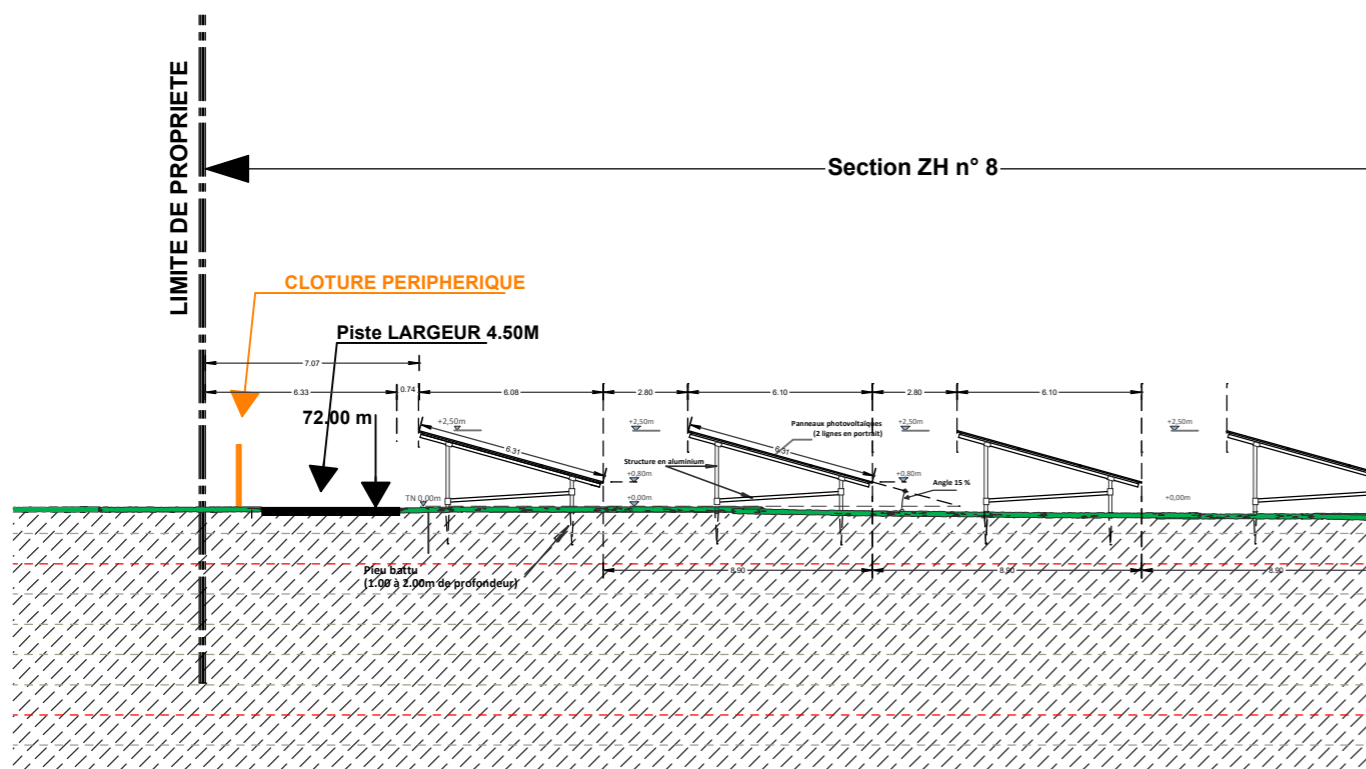 LIMITE DE PROPRIETE
Section ZH n° 8
CLOTURE PERIPHERIQUE
Piste LARGEUR 4.50M
7.07
6.33
0.74
6.08
2.80
6.10
2.80
6.10
72.00 m
+2,50m
+2,50m
Panneaux photovoltaïques
(2 lignes en portrait)
+2,50m
+2,50m
6.31
6.31
Structure en aluminium
+0,80m
+0,80m
Angle 15 %
TN 0,00m
+0,00m
+0,00m
Pieu battu
(1.00 à 2.00m de profondeur)
8.90
8.90
8.90